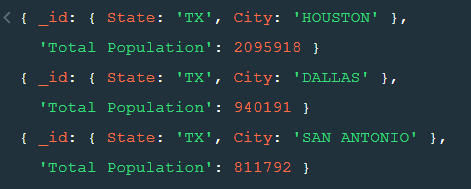 { _id: { State: 'TX', City: 'HOUSTON' },
'Total Population': 2095918 }
{ _id: { State: 'TX', City: 'DALLAS' },
'Total Population': 940191 }
{ _id: { State: 'TX', City: 'SAN ANTONIO' },
'Total Population': 811792 }